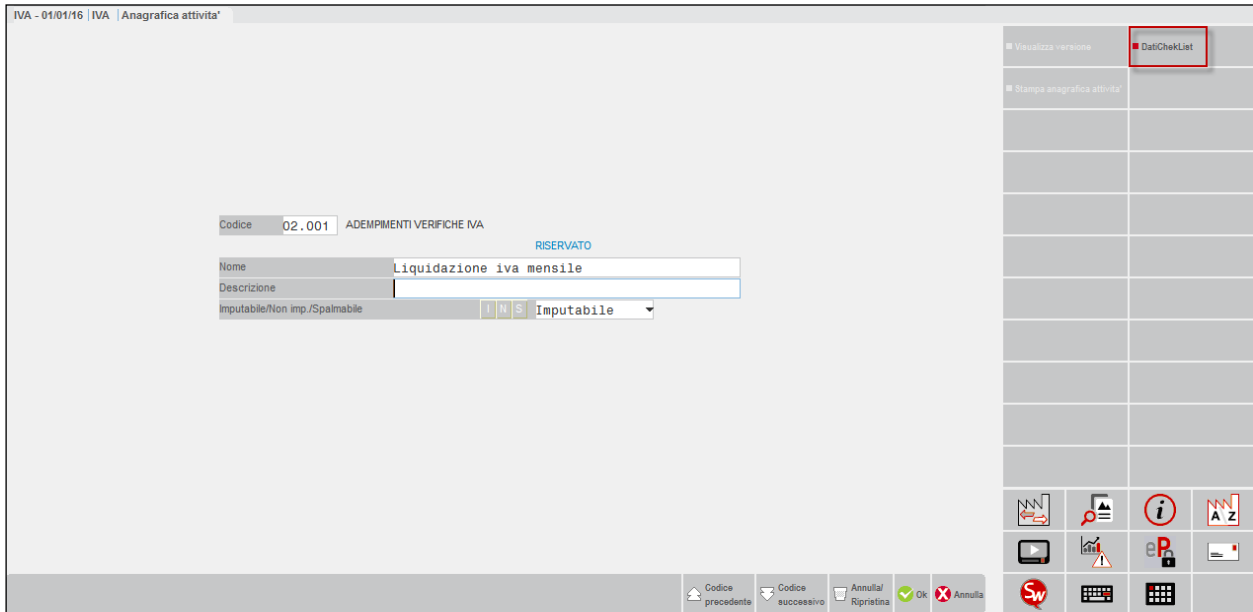 IVA - 01/01/16 IVA Anagrafica attivita'
Visualizza versione DatiChekList
Stampa anagrafica attivita'
Codice 02.001 ADEMPIMENTI VERIFICHE IVA
RISERVATO
Nome Liquidazione iva mensile
Descrizione
Imputabile/Non imp./Spalmabile I N S Imputabile
A Z
i
eP
Sw
Codice precedente
Codice successivo
Annulla/ Ripristina
Ok
Annulla